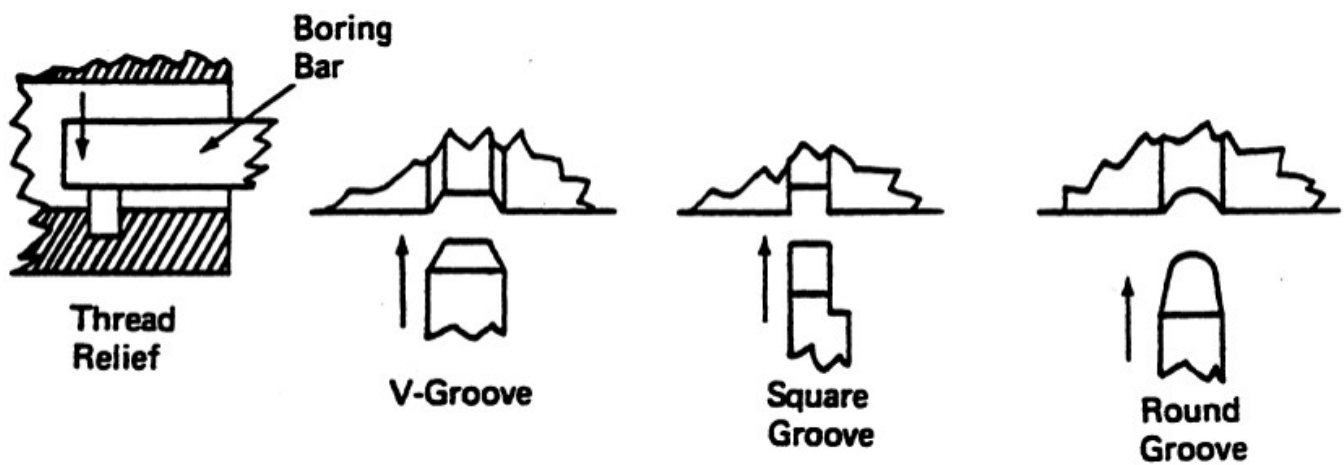 Boring
Bar
Thread
Relief
V-Groove
Square
Groove
Round
Groove